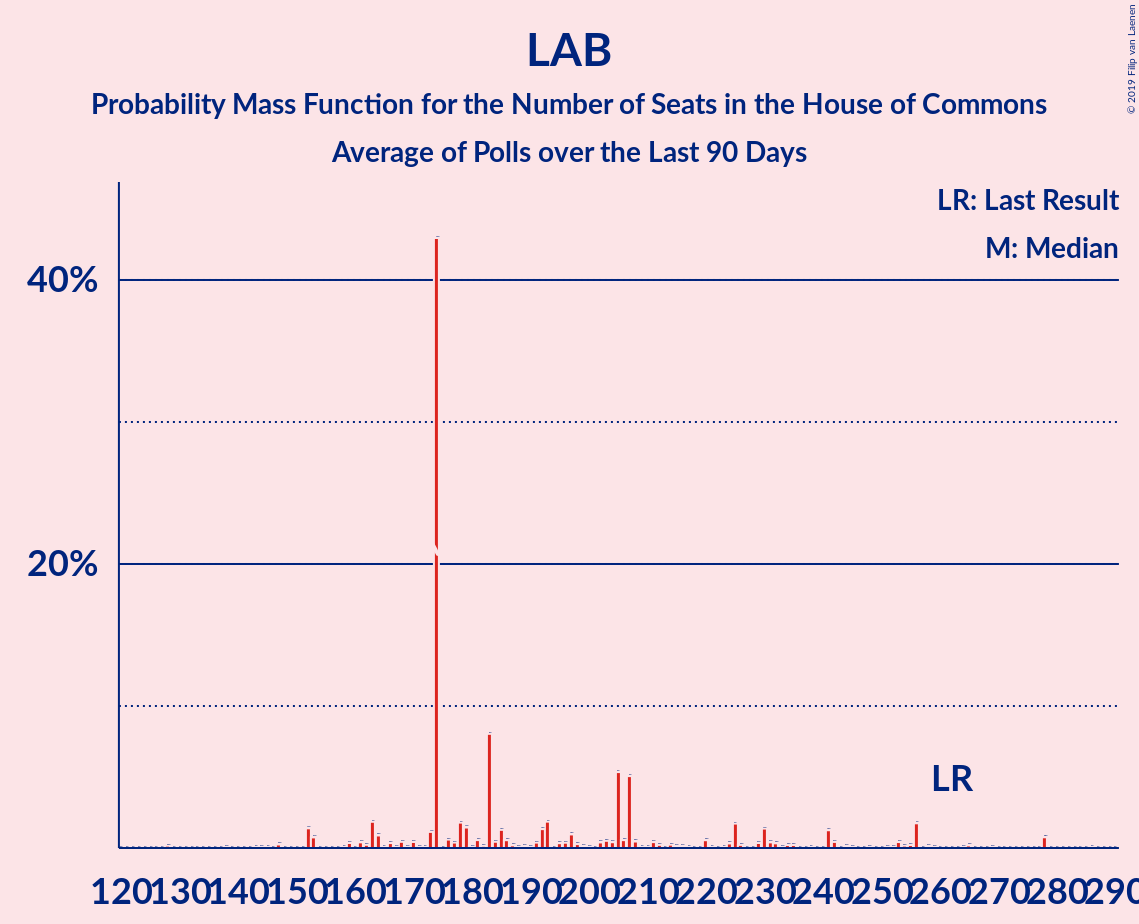 LAB
Probability Mass Function for the Number of Seats in the House of Commons
Average of Polls over the Last 90 Days
© 2019 Filip van Laenen
LR: Last Result
M: Median
40%
20%
LR
120 130 140 150 160 170 180 190 200 210 220 230 240 250 260 270 280 290